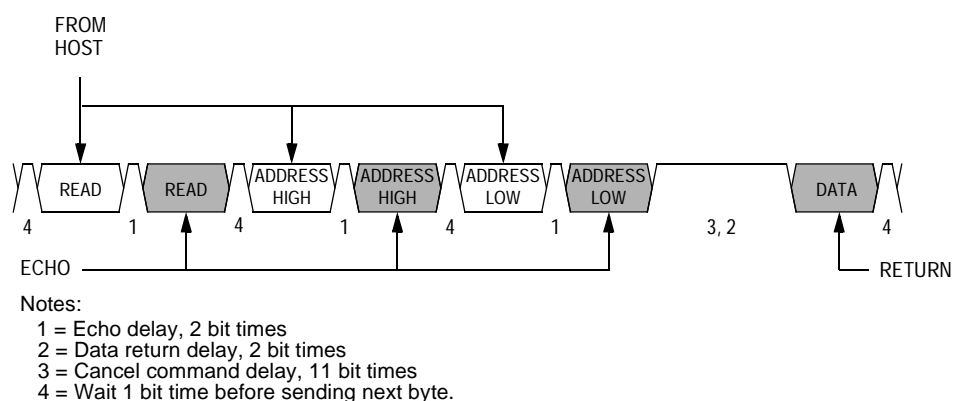 FROM
HOST
READ
READ
ADDRESS
HIGH
ADDRESS
HIGH
ADDRESS
LOW
ADDRESS
LOW
DATA
4 1 4 1 4 1 3, 2 4
ECHO
RETURN
Notes:
1 = Echo delay, 2 bit times
2 = Data return delay, 2 bit times
3 = Cancel command delay, 11 bit times
4 = Wait 1 bit time before sending next byte.